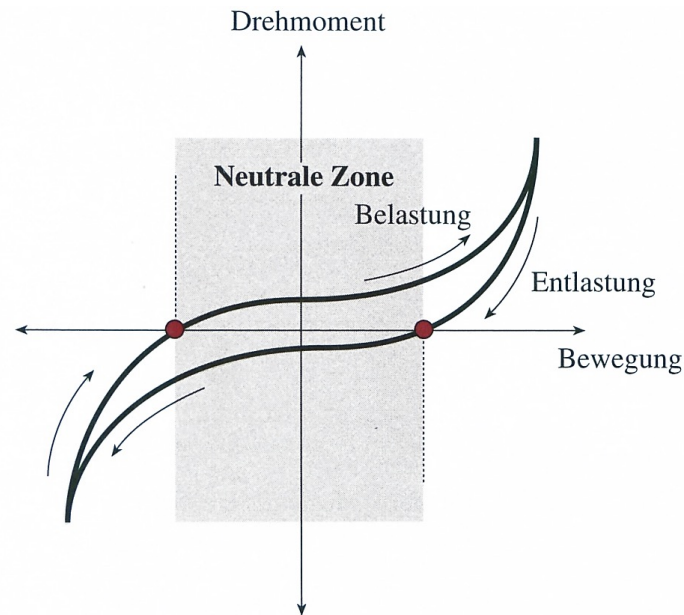 Drehmoment
Neutrale Zone
Belastung
Entlastung
Bewegung